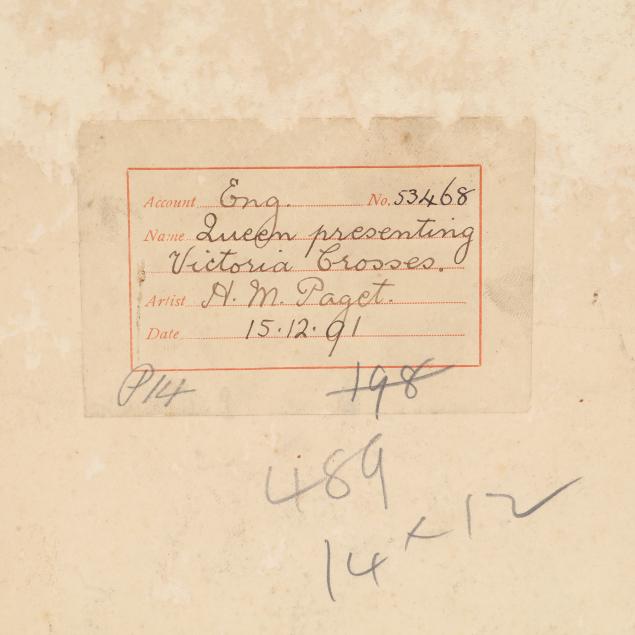 Account Eng. No. 53468
Name Queen presenting
Victoria Crosses.
Artist H. M. Paget.
Date 15.12.91
P14 198
489
14 x 12